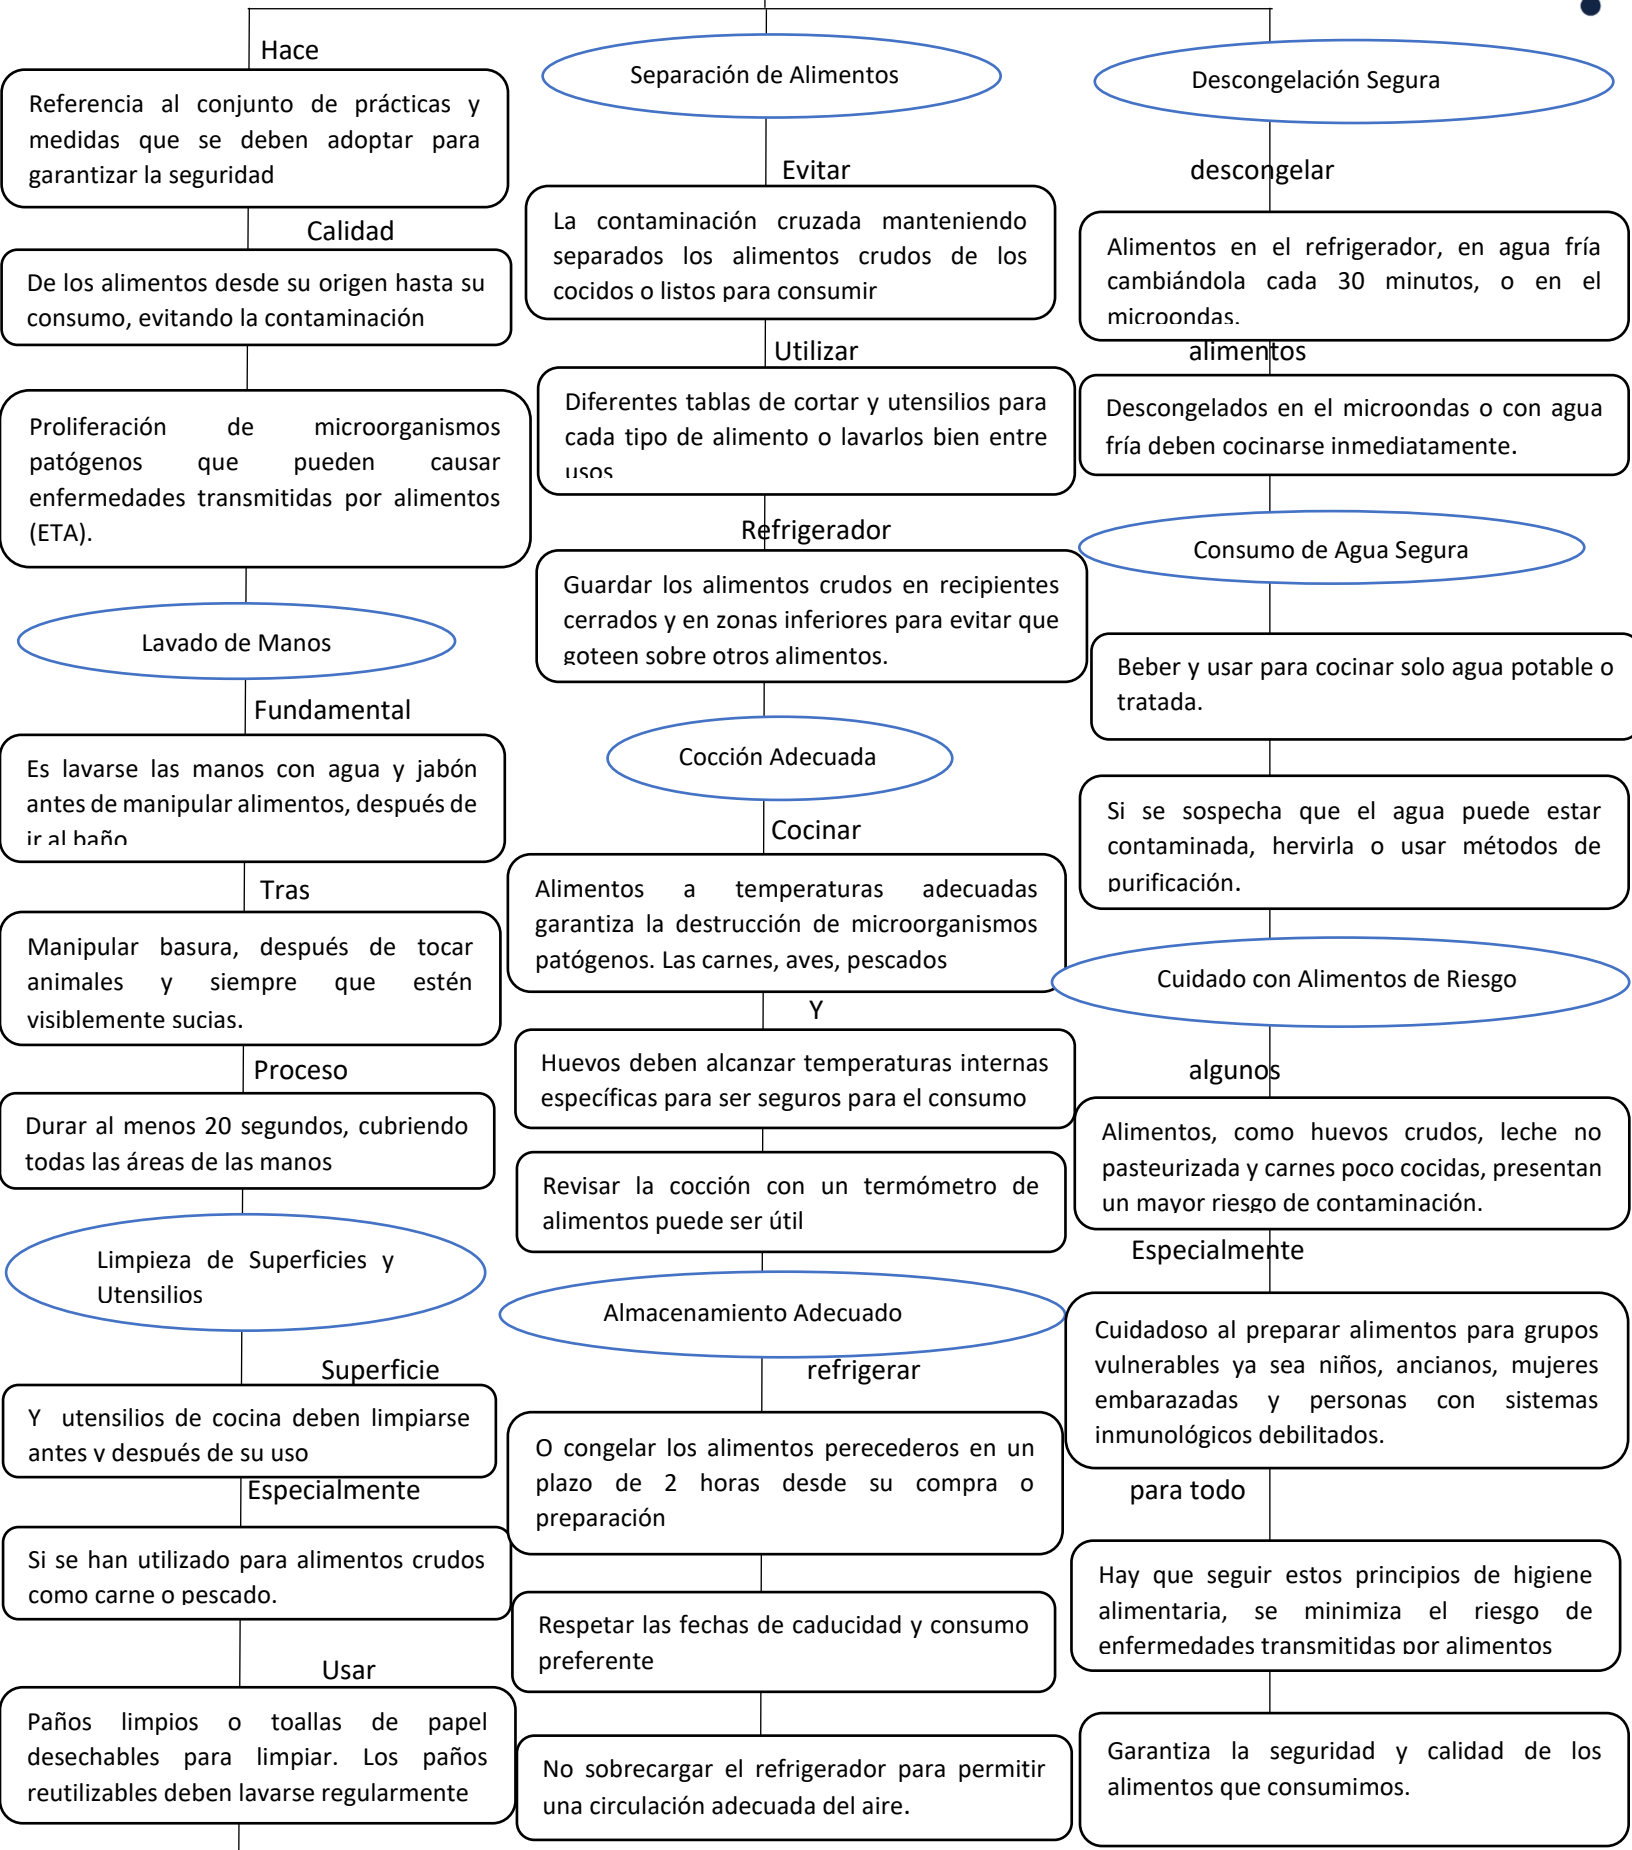 Hace
Referencia al conjunto de prácticas y
medidas que se deben adoptar para
garantizar la seguridad
Calidad
De los alimentos desde su origen hasta su
consumo, evitando la contaminación
Proliferación de microorganismos
patógenos que pueden causar
enfermedades transmitidas por alimentos
(ETA).
Lavado de Manos
Fundamental
Es lavarse las manos con agua y jabón
antes de manipular alimentos, después de
ir al baño
Tras
Manipular basura, después de tocar
animales y siempre que estén
visiblemente sucias.
Proceso
Durar al menos 20 segundos, cubriendo
todas las áreas de las manos
Limpieza de Superficies y
Utensilios
Superficie
Y utensilios de cocina deben limpiarse
antes y después de su uso
Especialmente
Si se han utilizado para alimentos crudos
como carne o pescado.
Usar
Paños limpios o toallas de papel
desechables para limpiar. Los paños
reutilizables deben lavarse regularmente
Separación de Alimentos
Evitar
La contaminación cruzada manteniendo
separados los alimentos crudos de los
cocidos o listos para consumir
Utilizar
Diferentes tablas de cortar y utensilios para
cada tipo de alimento o lavarlos bien entre
usos
Refrigerador
Guardar los alimentos crudos en recipientes
cerrados y en zonas inferiores para evitar que
goteen sobre otros alimentos.
Cocción Adecuada
Cocinar
Alimentos a temperaturas adecuadas
garantiza la destrucción de microorganismos
patógenos. Las carnes, aves, pescados
Y
Huevos deben alcanzar temperaturas internas
específicas para ser seguros para el consumo
Revisar la cocción con un termómetro de
alimentos puede ser útil
Almacenamiento Adecuado
refrigerar
O congelar los alimentos perecederos en un
plazo de 2 horas desde su compra o
preparación
Respetar las fechas de caducidad y consumo
preferente
No sobrecargar el refrigerador para permitir
una circulación adecuada del aire.
Descongelación Segura
descongelar
Alimentos en el refrigerador, en agua fría
cambiándola cada 30 minutos, o en el
microondas.
alimentos
Descongelados en el microondas o con agua
fría deben cocinarse inmediatamente.
Consumo de Agua Segura
Beber y usar para cocinar solo agua potable o
tratada.
Si se sospecha que el agua puede estar
contaminada, hervirla o usar métodos de
purificación.
Cuidado con Alimentos de Riesgo
algunos
Alimentos, como huevos crudos, leche no
pasteurizada y carnes poco cocidas, presentan
un mayor riesgo de contaminación.
Especialmente
Cuidadoso al preparar alimentos para grupos
vulnerables ya sea niños, ancianos, mujeres
embarazadas y personas con sistemas
inmunológicos debilitados.
para todo
Hay que seguir estos principios de higiene
alimentaria, se minimiza el riesgo de
enfermedades transmitidas por alimentos
Garantiza la seguridad y calidad de los
alimentos que consumimos.